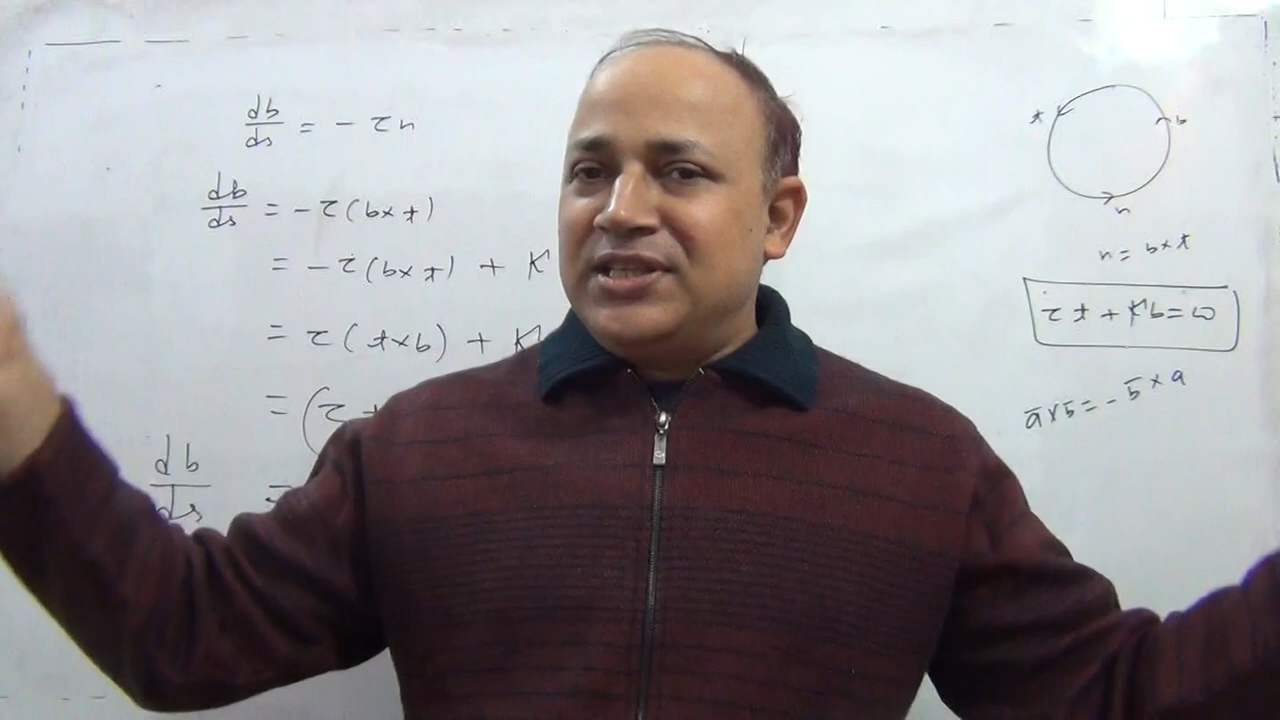 db/ds = - τn
db/ds = -τ(b×t)
= -τ(b×t) + K
= τ(t×b) + K
= (τ
db/ds =
t
b
n
n = b×t
τt + Kb = ω
a̅×b̅ = - b̅×a